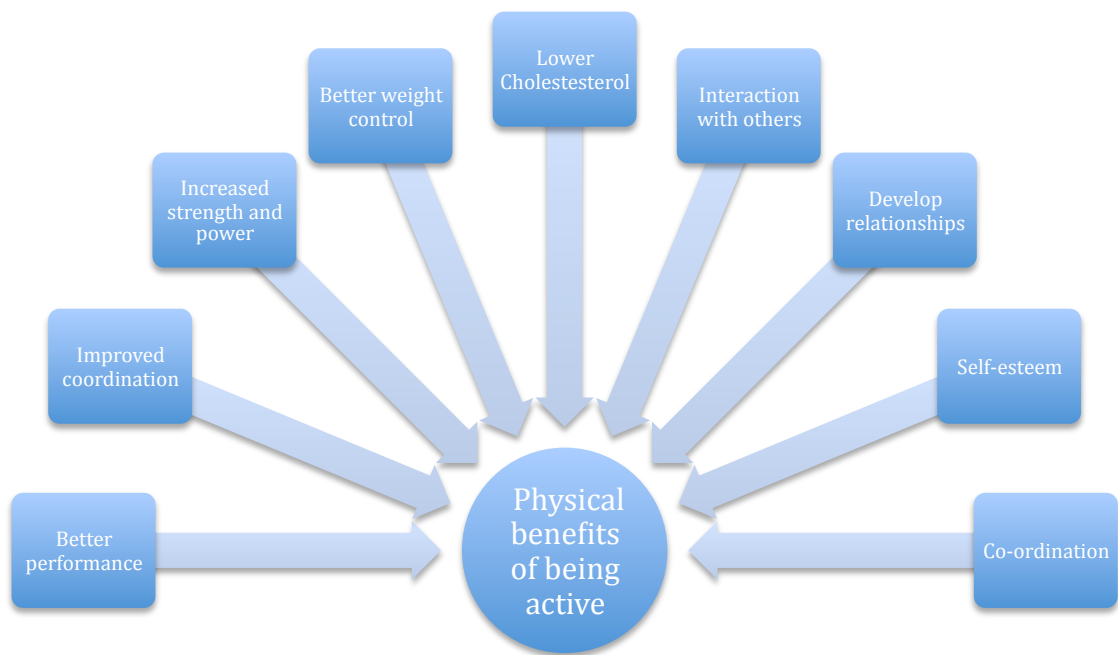 Better
performance
Improved
coordination
Increased
strength and
power
Better weight
control
Lower
Cholestesterol
Interaction
with others
Develop
relationships
Self-esteem
Co-ordination
Physical
benefits
of being
active